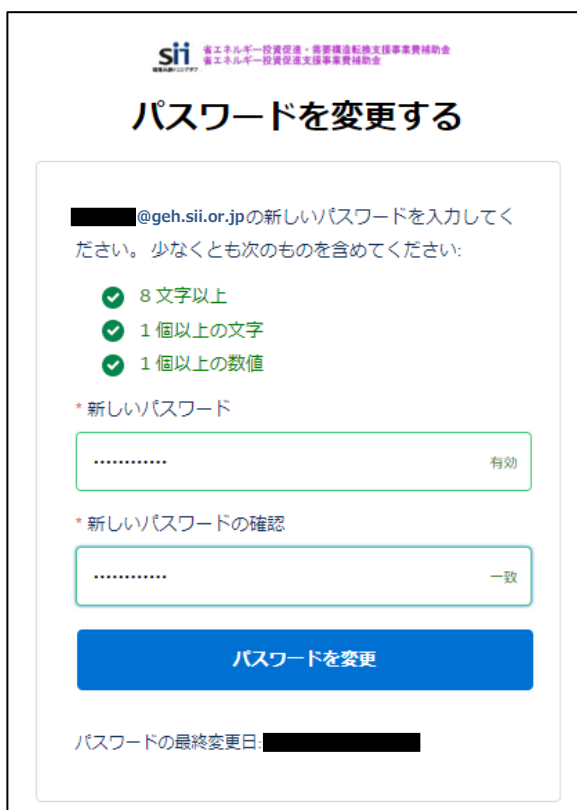 sii 省エネルギー投資促進・需要構造転換支援事業費補助金
省エネルギー投資促進支援事業費補助金
パスワードを変更する
@geh.sii.or.jpの新しいパスワードを入力してく
ださい。 少なくとも次のものを含めてください:
8 文字以上
1 個以上の文字
1 個以上の数値
* 新しいパスワード
............ 有効
* 新しいパスワードの確認
............ 一致
パスワードを変更
パスワードの最終変更日: